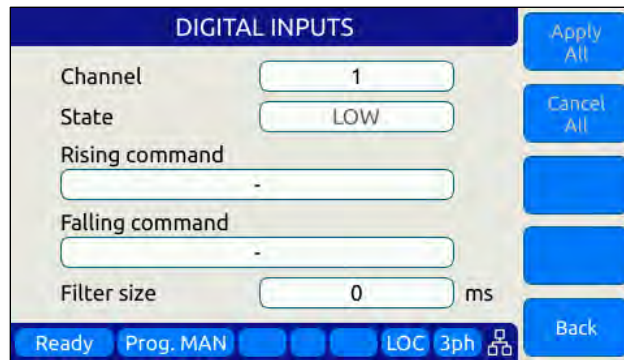 DIGITAL INPUTS
Apply
All
Channel 1
State LOW
Cancel
All
Rising command
-
Falling command
-
Filter size 0 ms
Back
Ready Prog. MAN LOC 3ph